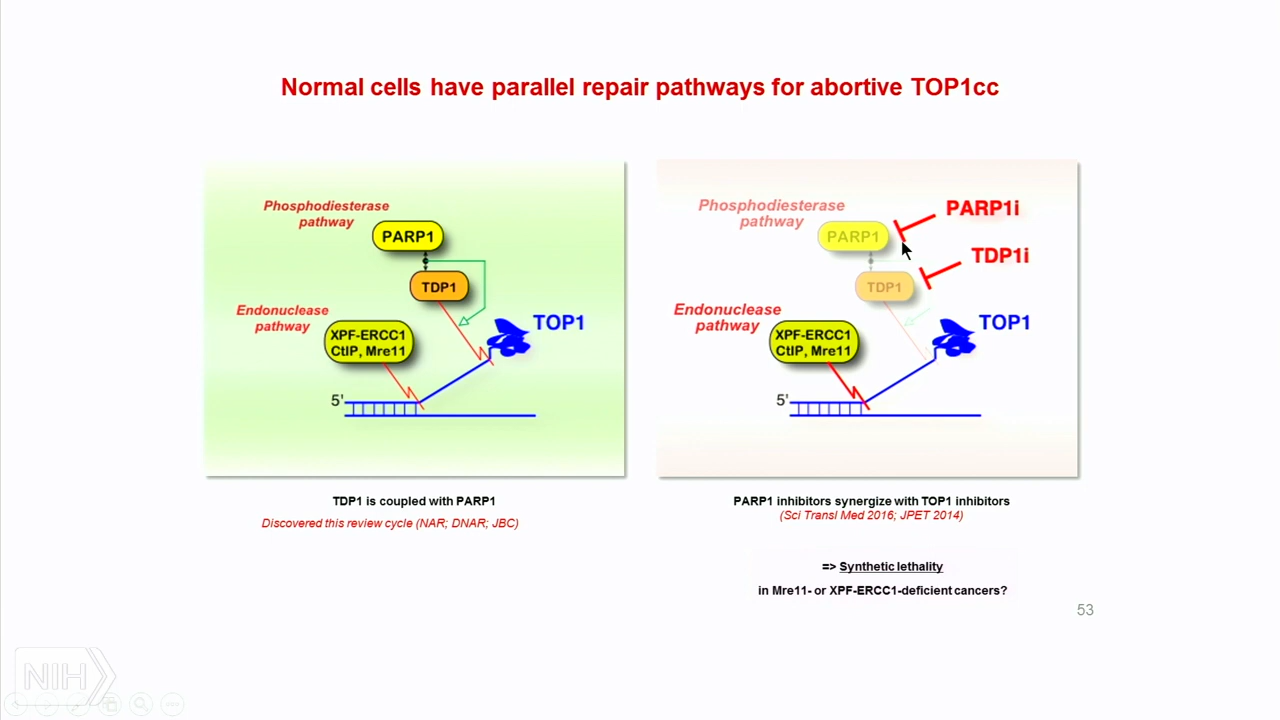 Normal cells have parallel repair pathways for abortive TOP1cc
Phosphodiesterase
pathway
PARP1
TDP1
Endonuclease
pathway
XPF-ERCC1
CtIP, Mre11
TOP1
5'
TDP1 is coupled with PARP1
Discovered this review cycle (NAR; DNAR; JBC)
Phosphodiesterase
pathway
PARP1
PARP1i
TDP1i
TDP1
Endonuclease
pathway
XPF-ERCC1
CtIP, Mre11
TOP1
5'
PARP1 inhibitors synergize with TOP1 inhibitors
(Sci Transl Med 2016; JPET 2014)
=> Synthetic lethality
in Mre11- or XPF-ERCC1-deficient cancers?
53
NIH